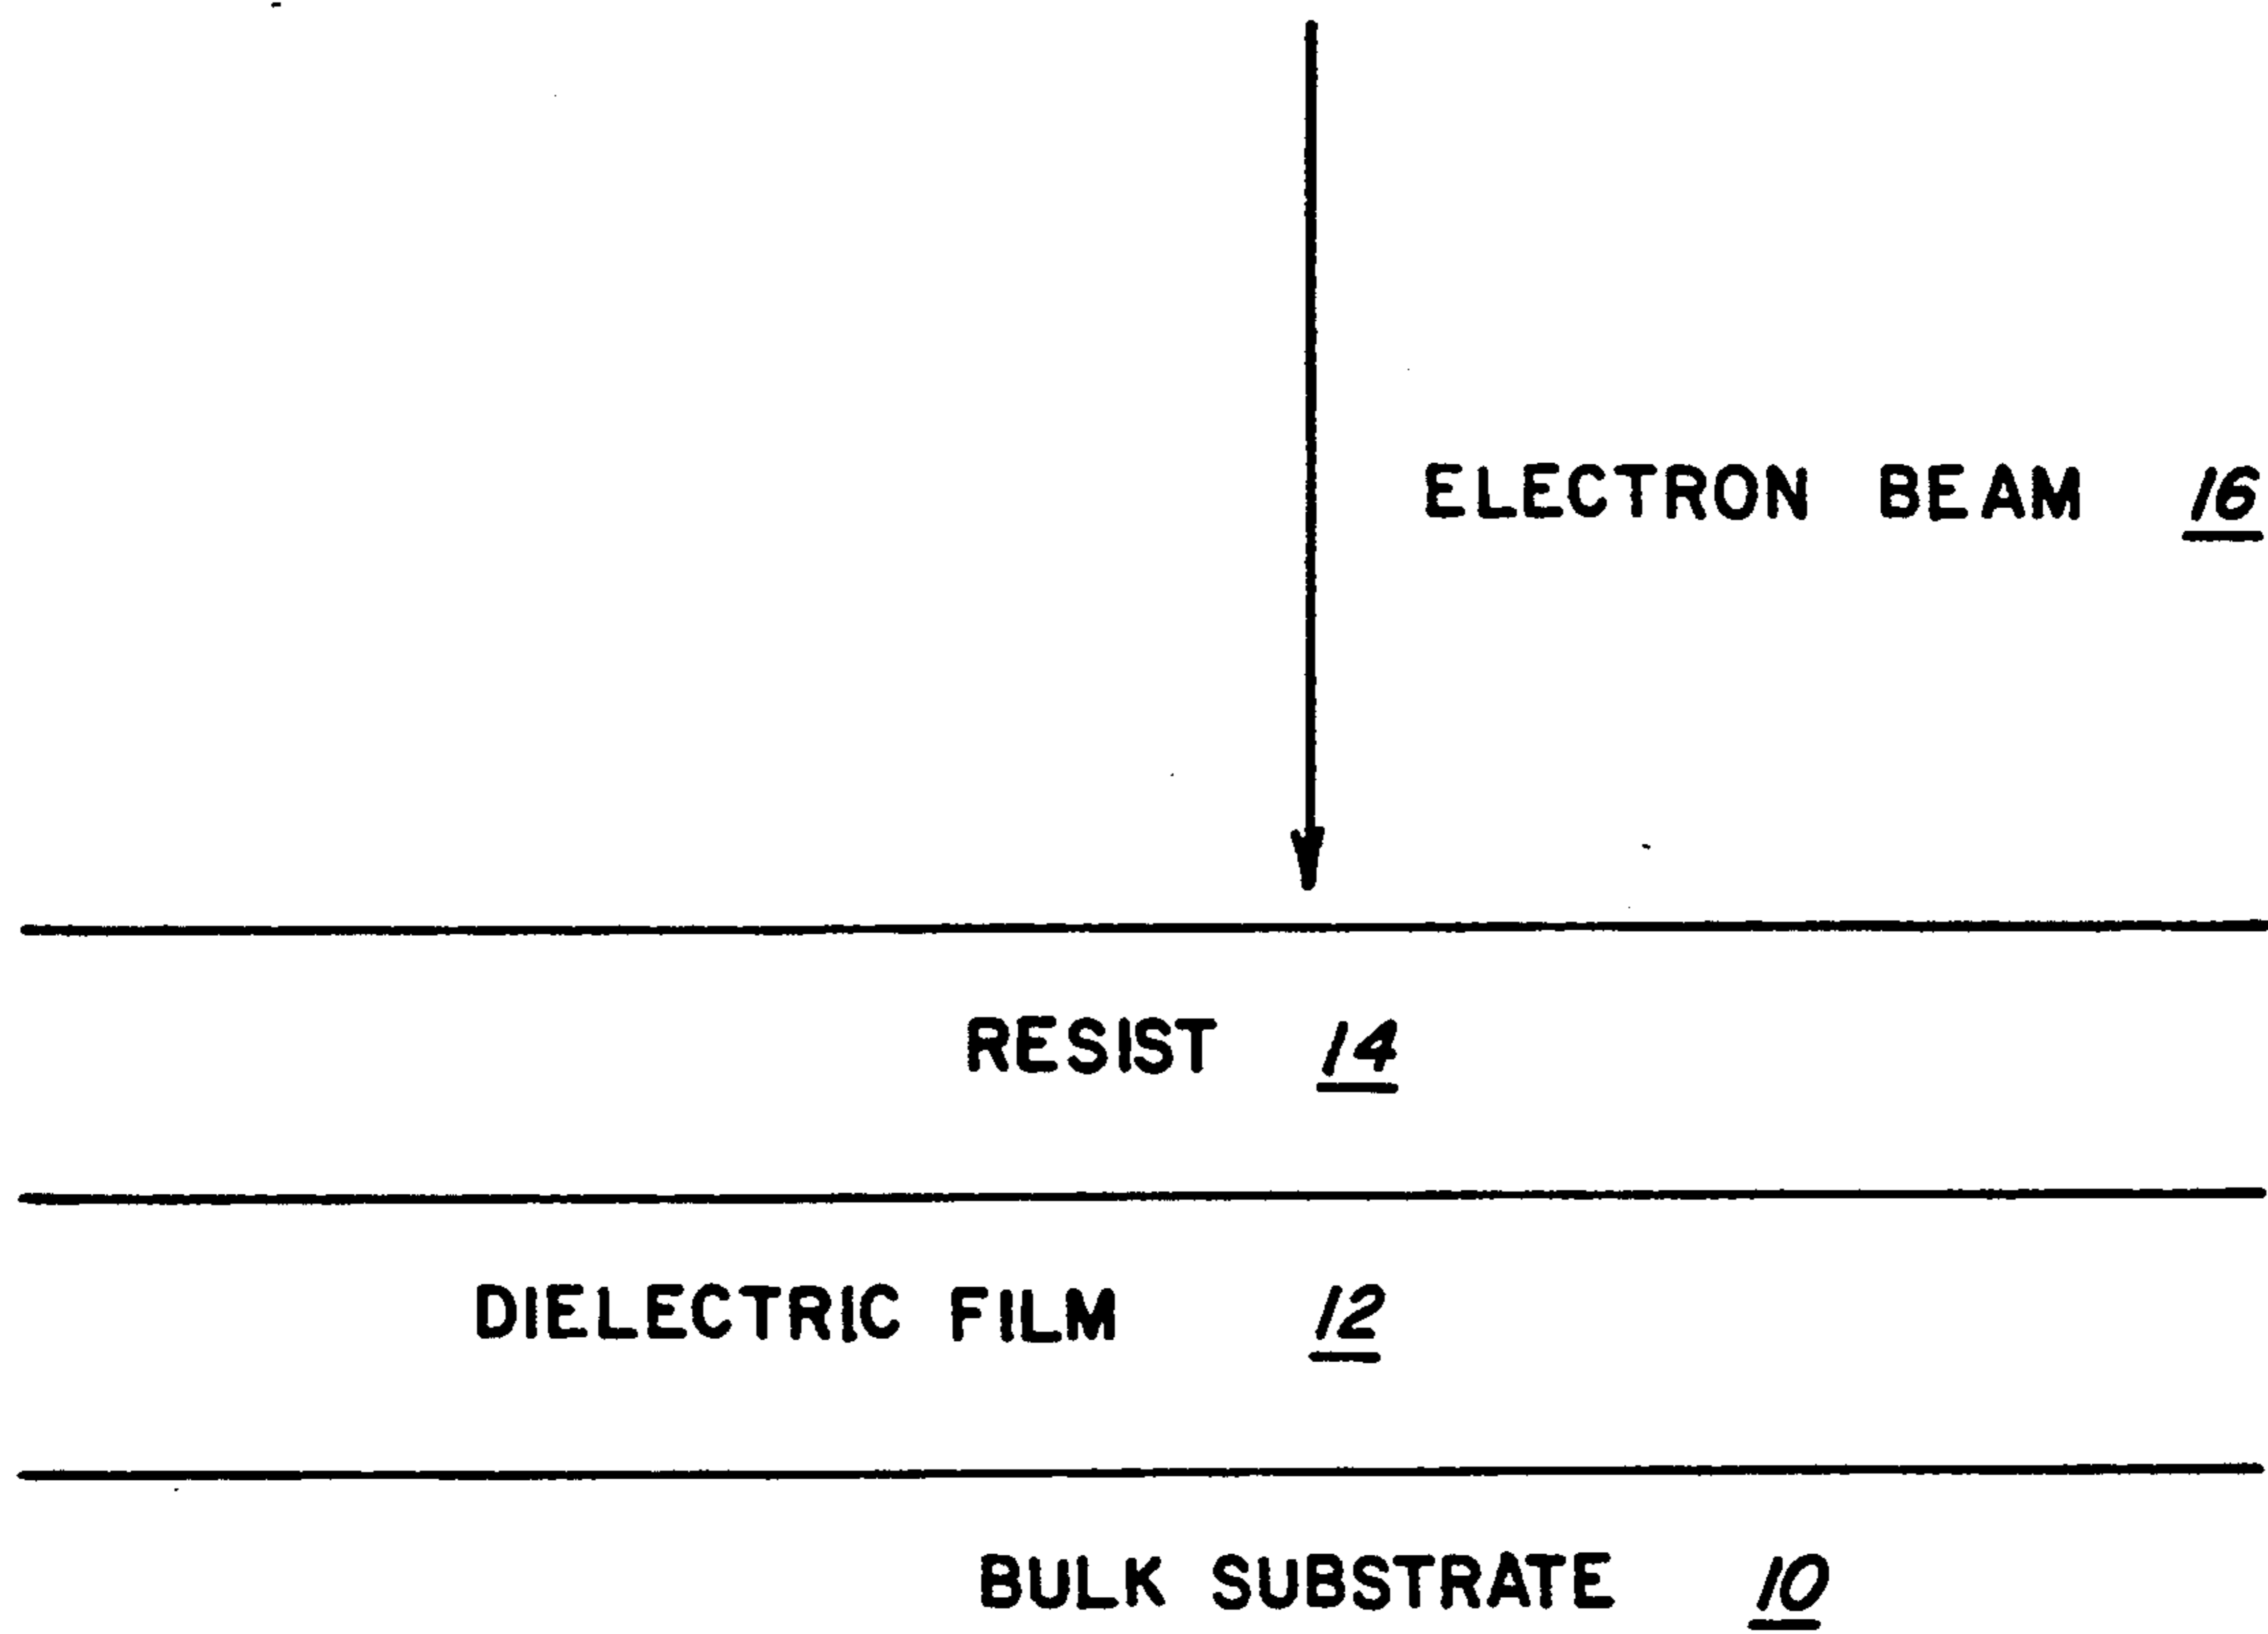 ELECTRON BEAM 16
RESIST 14
DIELECTRIC FILM 12
BULK SUBSTRATE 10